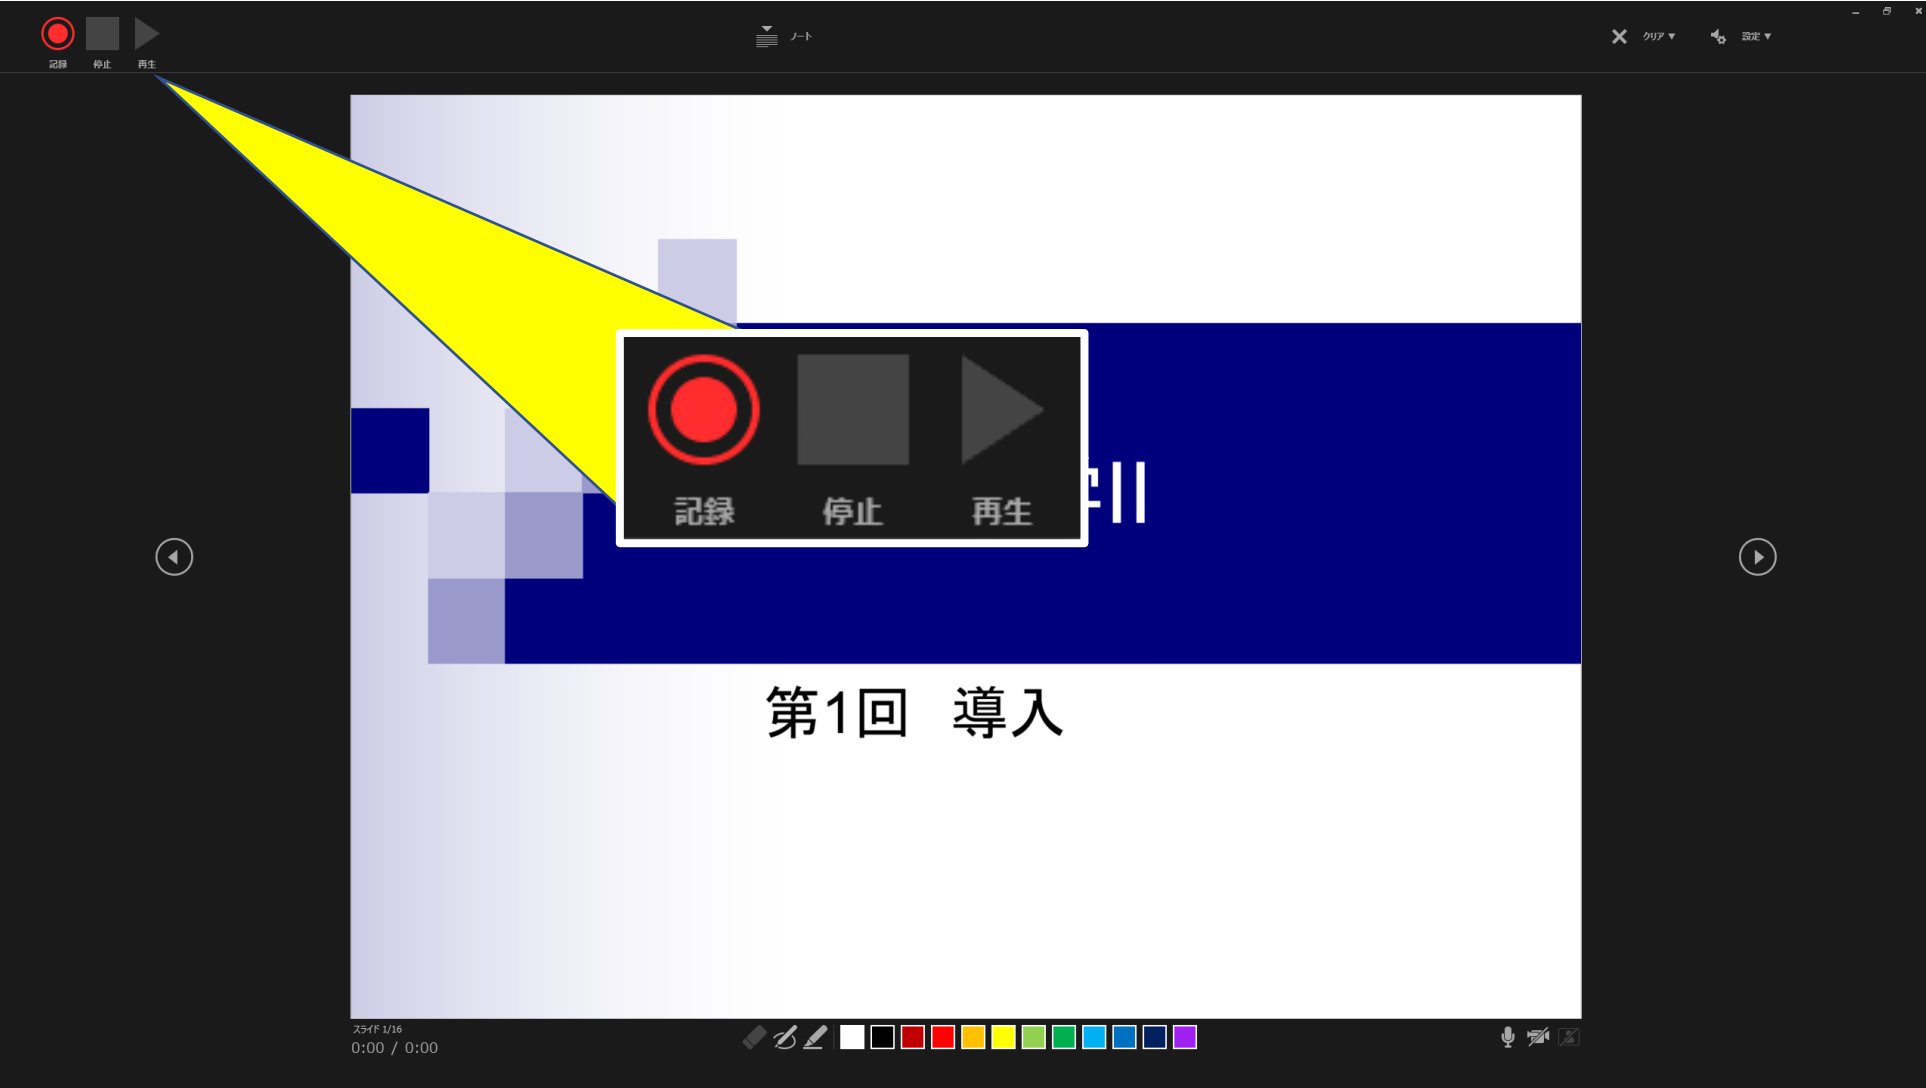 記録 停止 再生
ノート
クリア ▼ 設定 ▼
記録 停止 再生
II
第1回 導入
スライド 1/16
0:00 / 0:00